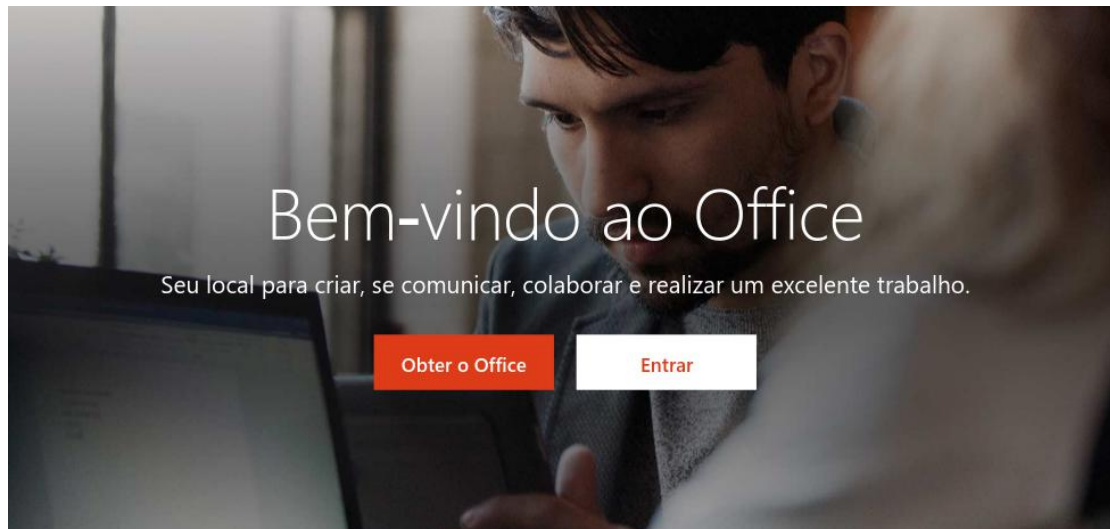 Bem-vindo ao Office
Seu local para criar, se comunicar, colaborar e realizar um excelente trabalho.
Obter o Office
Entrar